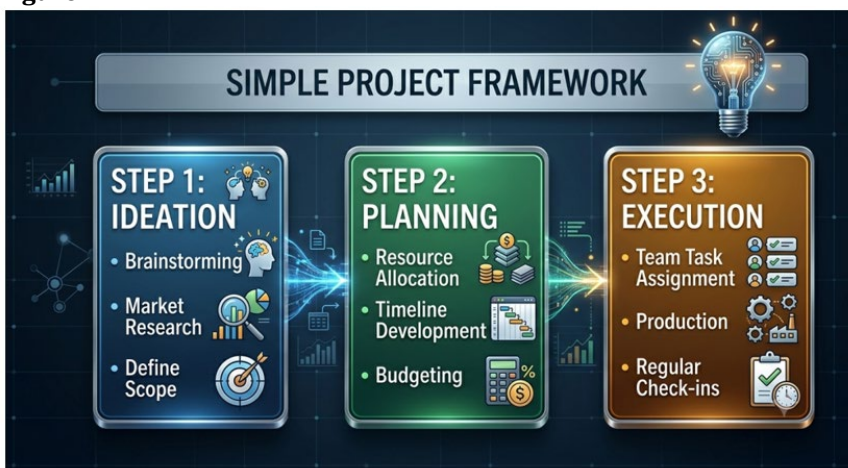 SIMPLE PROJECT FRAMEWORK
STEP 1:
IDEATION
• Brainstorming
• Market
Research
• Define
Scope
STEP 2:
PLANNING
• Resource
Allocation
• Timeline
Development
• Budgeting
%
$
STEP 3:
EXECUTION
• Team Task
Assignment
• Production
• Regular
Check-ins